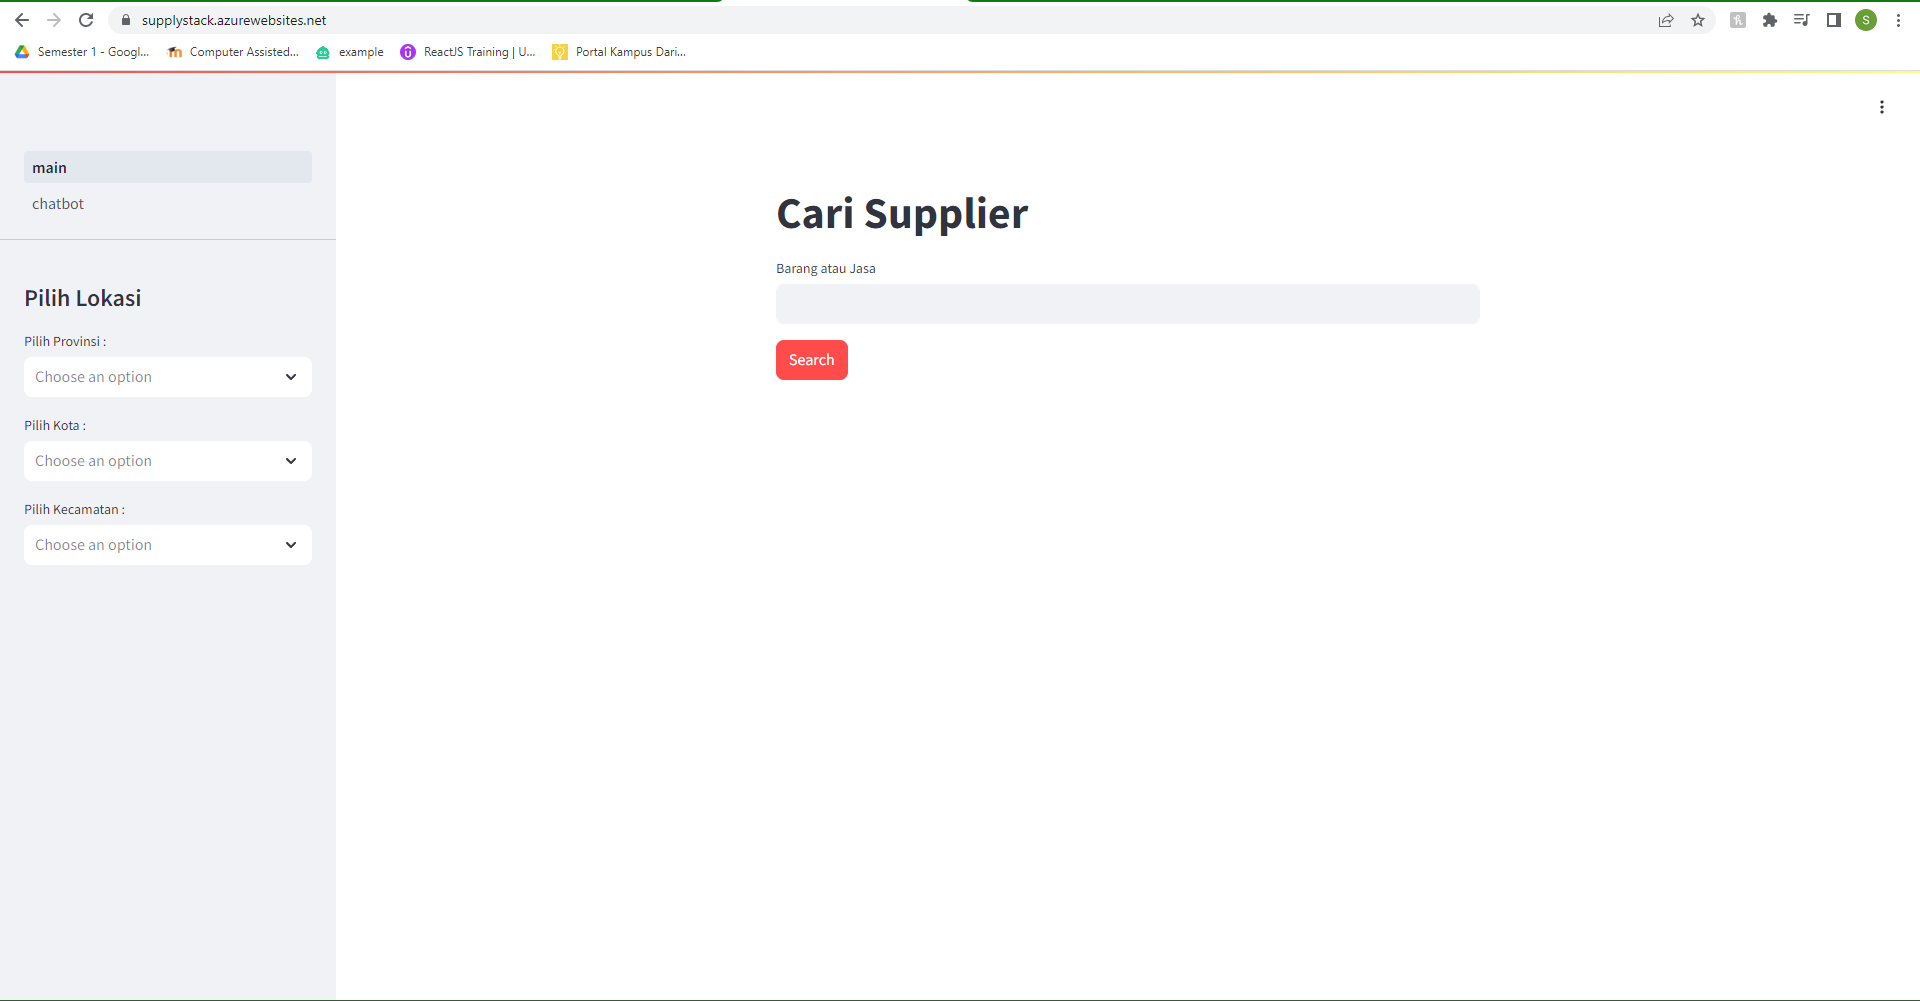 supplystack.azurewebsites.net
S
Semester 1 - Googl...
Computer Assisted...
example
ReactJS Training | U...
Portal Kampus Dari...
main
chatbot
Pilih Lokasi
Pilih Provinsi :
Choose an option
Pilih Kota :
Choose an option
Pilih Kecamatan :
Choose an option
Cari Supplier
Barang atau Jasa
Search